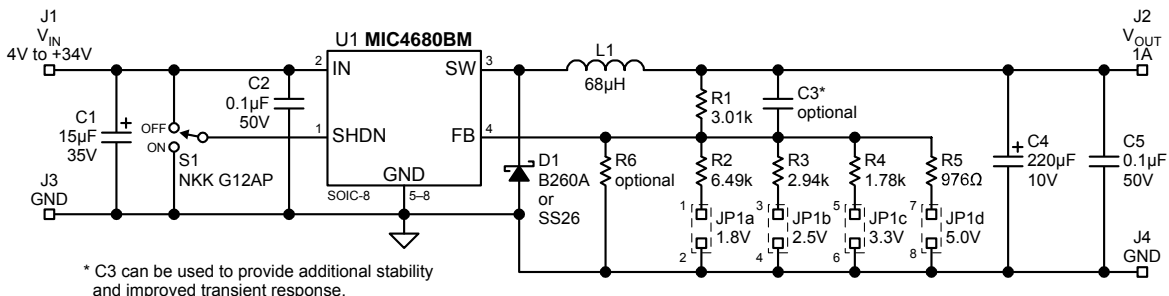 J1
VIN
4V to +34V
U1 MIC4680BM
2
IN
SW
3
L1
68µH
J2
VOUT
1A
C1
15µF
35V
+
OFF
ON
S1
NKK G12AP
C2
0.1µF
50V
1
SHDN
FB
4
GND
SOIC-8
5–8
D1
B260A
or
SS26
R1
3.01k
C3*
optional
R6
optional
R2
6.49k
R3
2.94k
R4
1.78k
R5
976Ω
1
JP1a
1.8V
2
3
JP1b
2.5V
4
5
JP1c
3.3V
6
7
JP1d
5.0V
8
+
C4
220µF
10V
C5
0.1µF
50V
J3
GND
J4
GND
* C3 can be used to provide additional stability
and improved transient response.